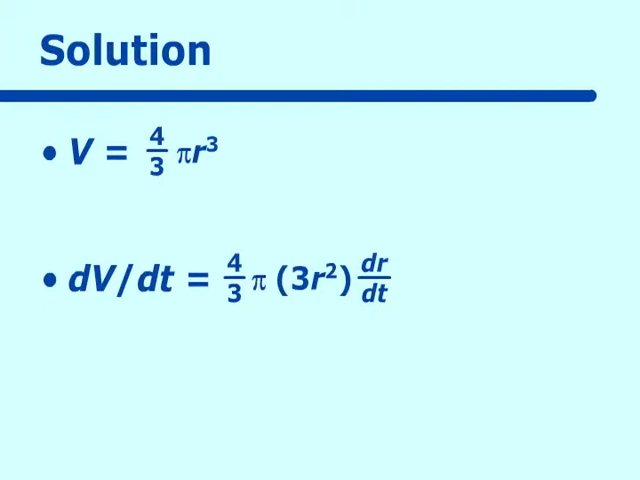 Solution
• V = 4/3 πr³
• dV/dt = 4/3 π (3r²) dr/dt